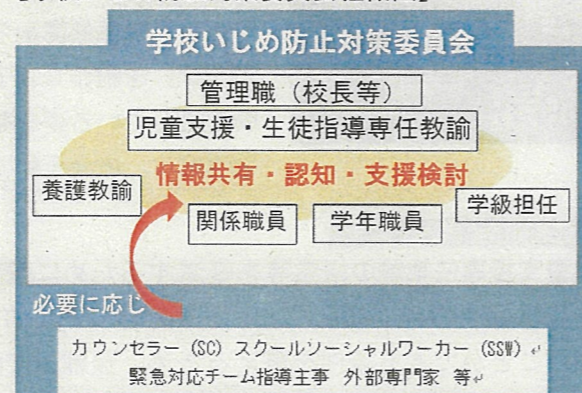 学校いじめ防止対策委員会
管理職（校長等）
児童支援・生徒指導専任教諭
情報共有・認知・支援検討
養護教諭
関係職員
学年職員
学級担任
必要に応じ
カウンセラー（SC）スクールソーシャルワーカー（SSW）
緊急対応チーム指導主事 外部専門家 等